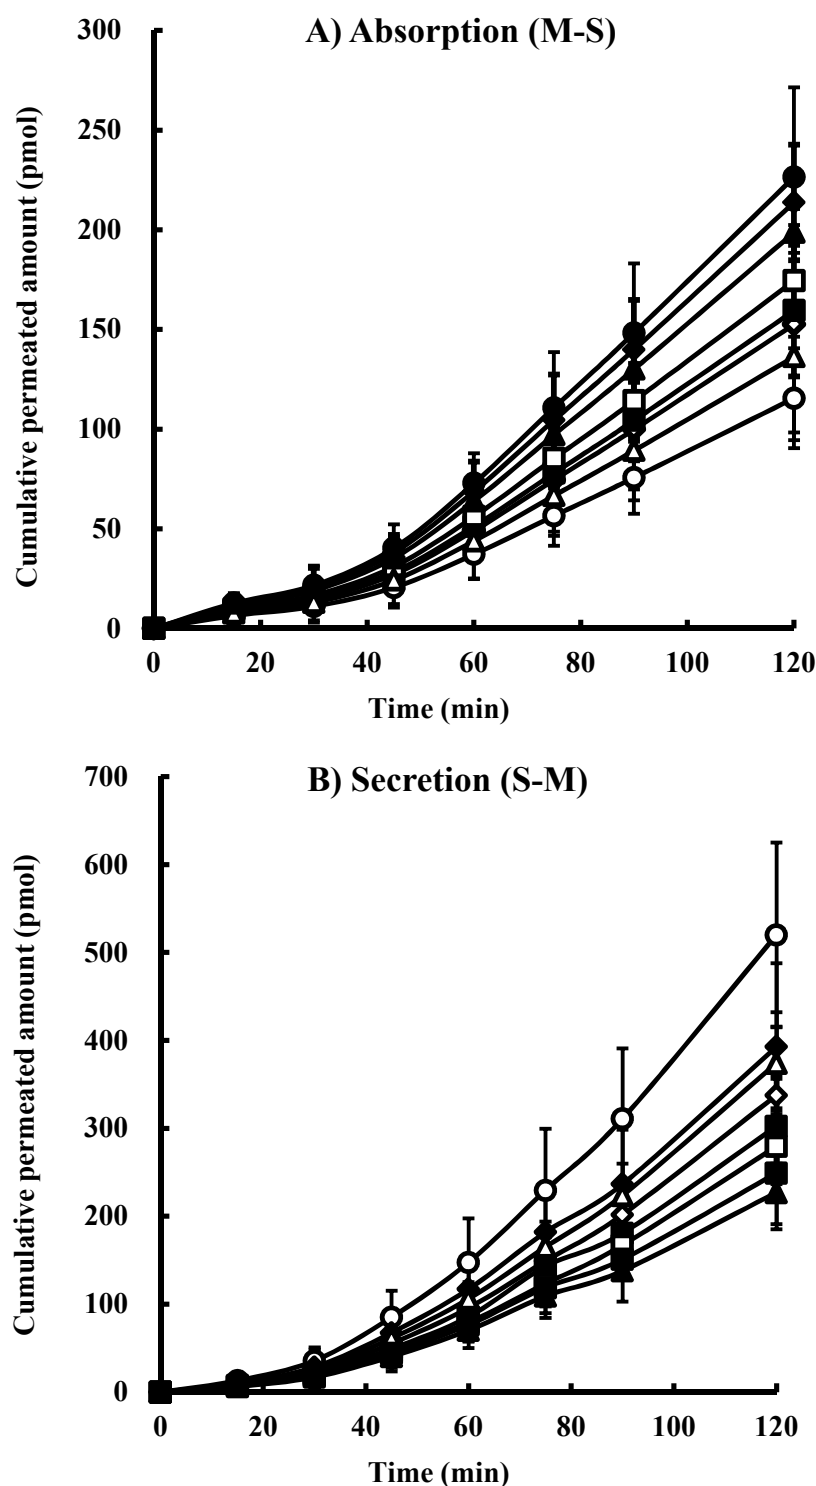 A) Absorption (M-S)
Cumulative permeated amount (pmol)
300
250
200
150
100
50
0
0 20 40 60 80 100 120
Time (min)
B) Secretion (S-M)
Cumulative permeated amount (pmol)
700
600
500
400
300
200
100
0
0 20 40 60 80 100 120
Time (min)